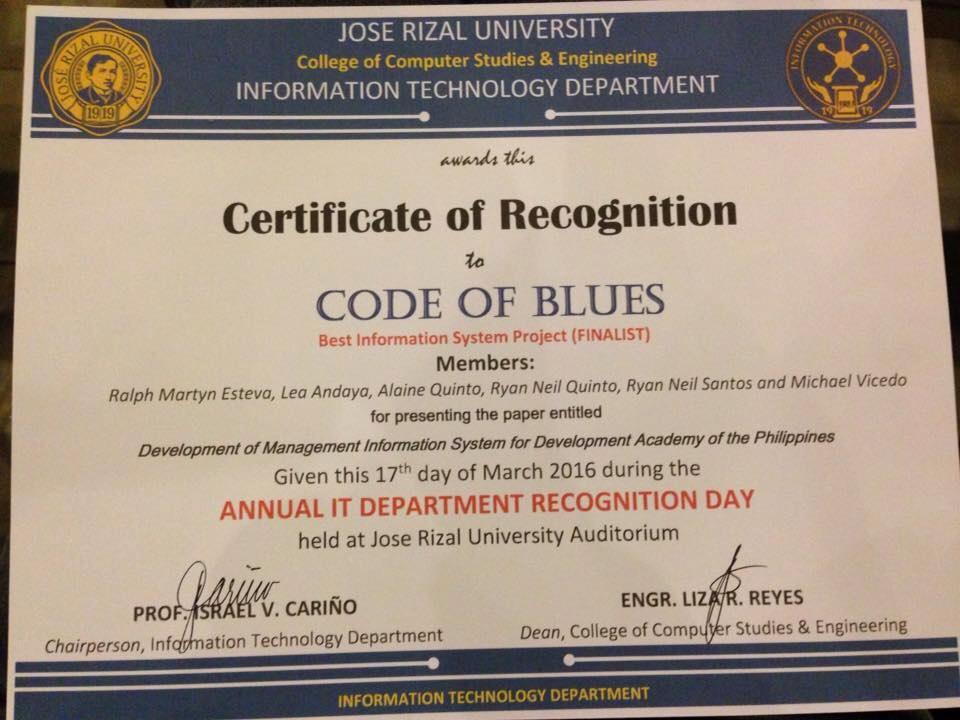 JOSE RIZAL UNIVERSITY
College of Computer Studies & Engineering
INFORMATION TECHNOLOGY DEPARTMENT
JOSE RIZAL UNIVERSITY
1919
INFORMATION TECHNOLOGY
1919
awards this
Certificate of Recognition
to
CODE OF BLUES
Best Information System Project (FINALIST)
Members:
Ralph Martyn Esteva, Lea Andaya, Alaine Quinto, Ryan Neil Quinto, Ryan Neil Santos and Michael Vicedo
for presenting the paper entitled
Development of Management Information System for Development Academy of the Philippines
Given this 17th day of March 2016 during the
ANNUAL IT DEPARTMENT RECOGNITION DAY
held at Jose Rizal University Auditorium
PROF. ISRAEL V. CARIÑO
Chairperson, Information Technology Department
ENGR. LIZA R. REYES
Dean, College of Computer Studies & Engineering
INFORMATION TECHNOLOGY DEPARTMENT